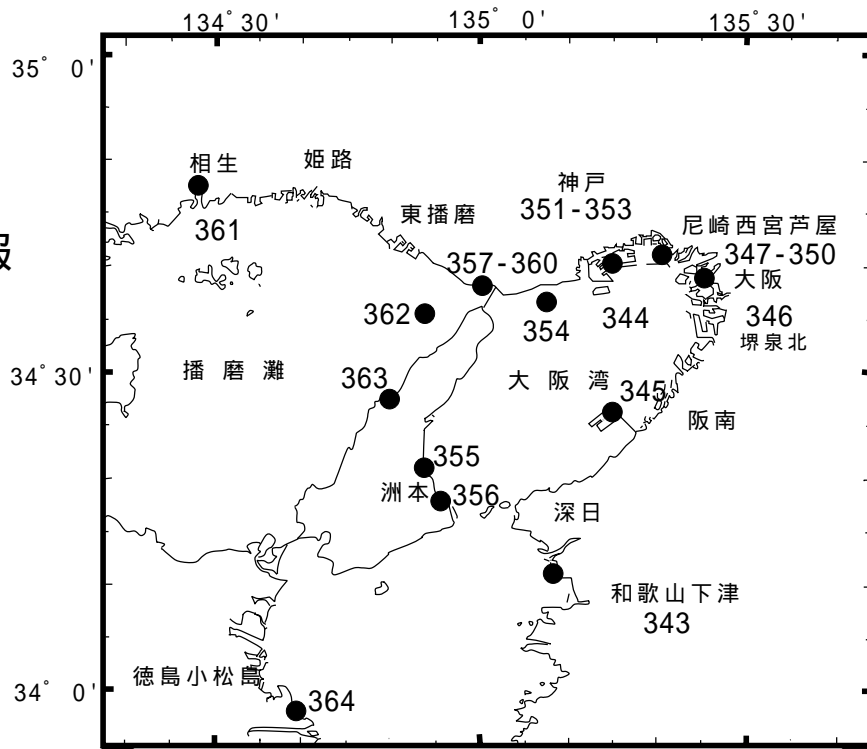 134° 30'
135° 0'
135° 30'
35° 0'
相生
姫路
神戸
351-353
東播磨
361
尼崎西宮芦屋
347-350
報
357-360
大阪
362
354
344
346
堺泉北
34° 30'
播磨灘
363
大阪湾
345
阪南
355
洲本
356
深日
和歌山下津
343
徳島小松島
34° 0'
364